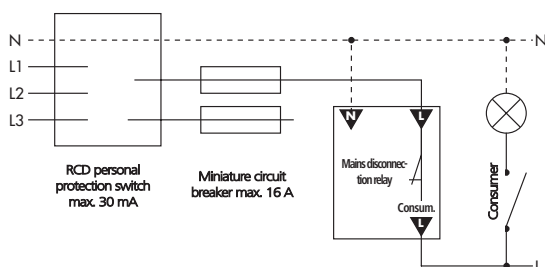 N
N
L1
L2
L3
N
L
RCD personal
protection switch
max. 30 mA
Miniature circuit
breaker max. 16 A
Mains disconnec-
tion relay
Consum.
L
Consumer
L